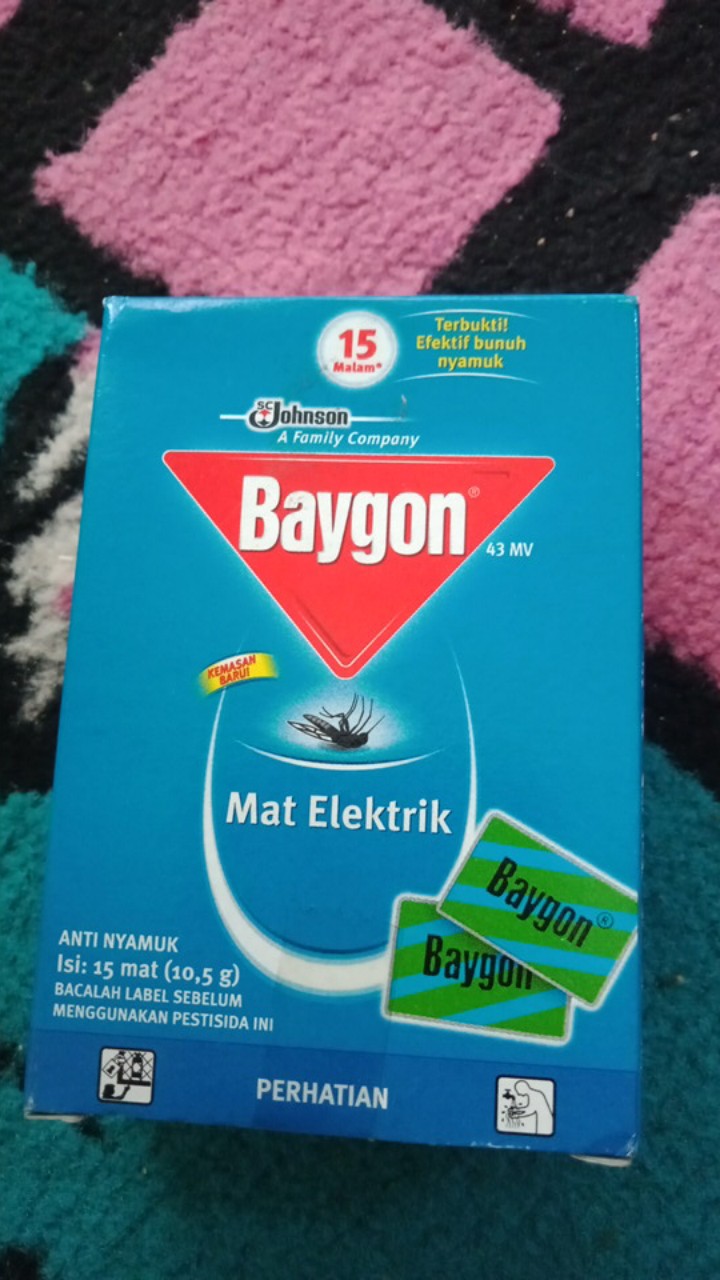 15
Malam*
Terbukti!
Efektif bunuh
nyamuk
SC Johnson
A Family Company
Baygon®
43 MV
KEMASAN
BARU!
Mat Elektrik
Baygon®
Baygon
ANTI NYAMUK
Isi: 15 mat (10,5 g)
BACALAH LABEL SEBELUM
MENGGUNAKAN PESTISIDA INI
PERHATIAN